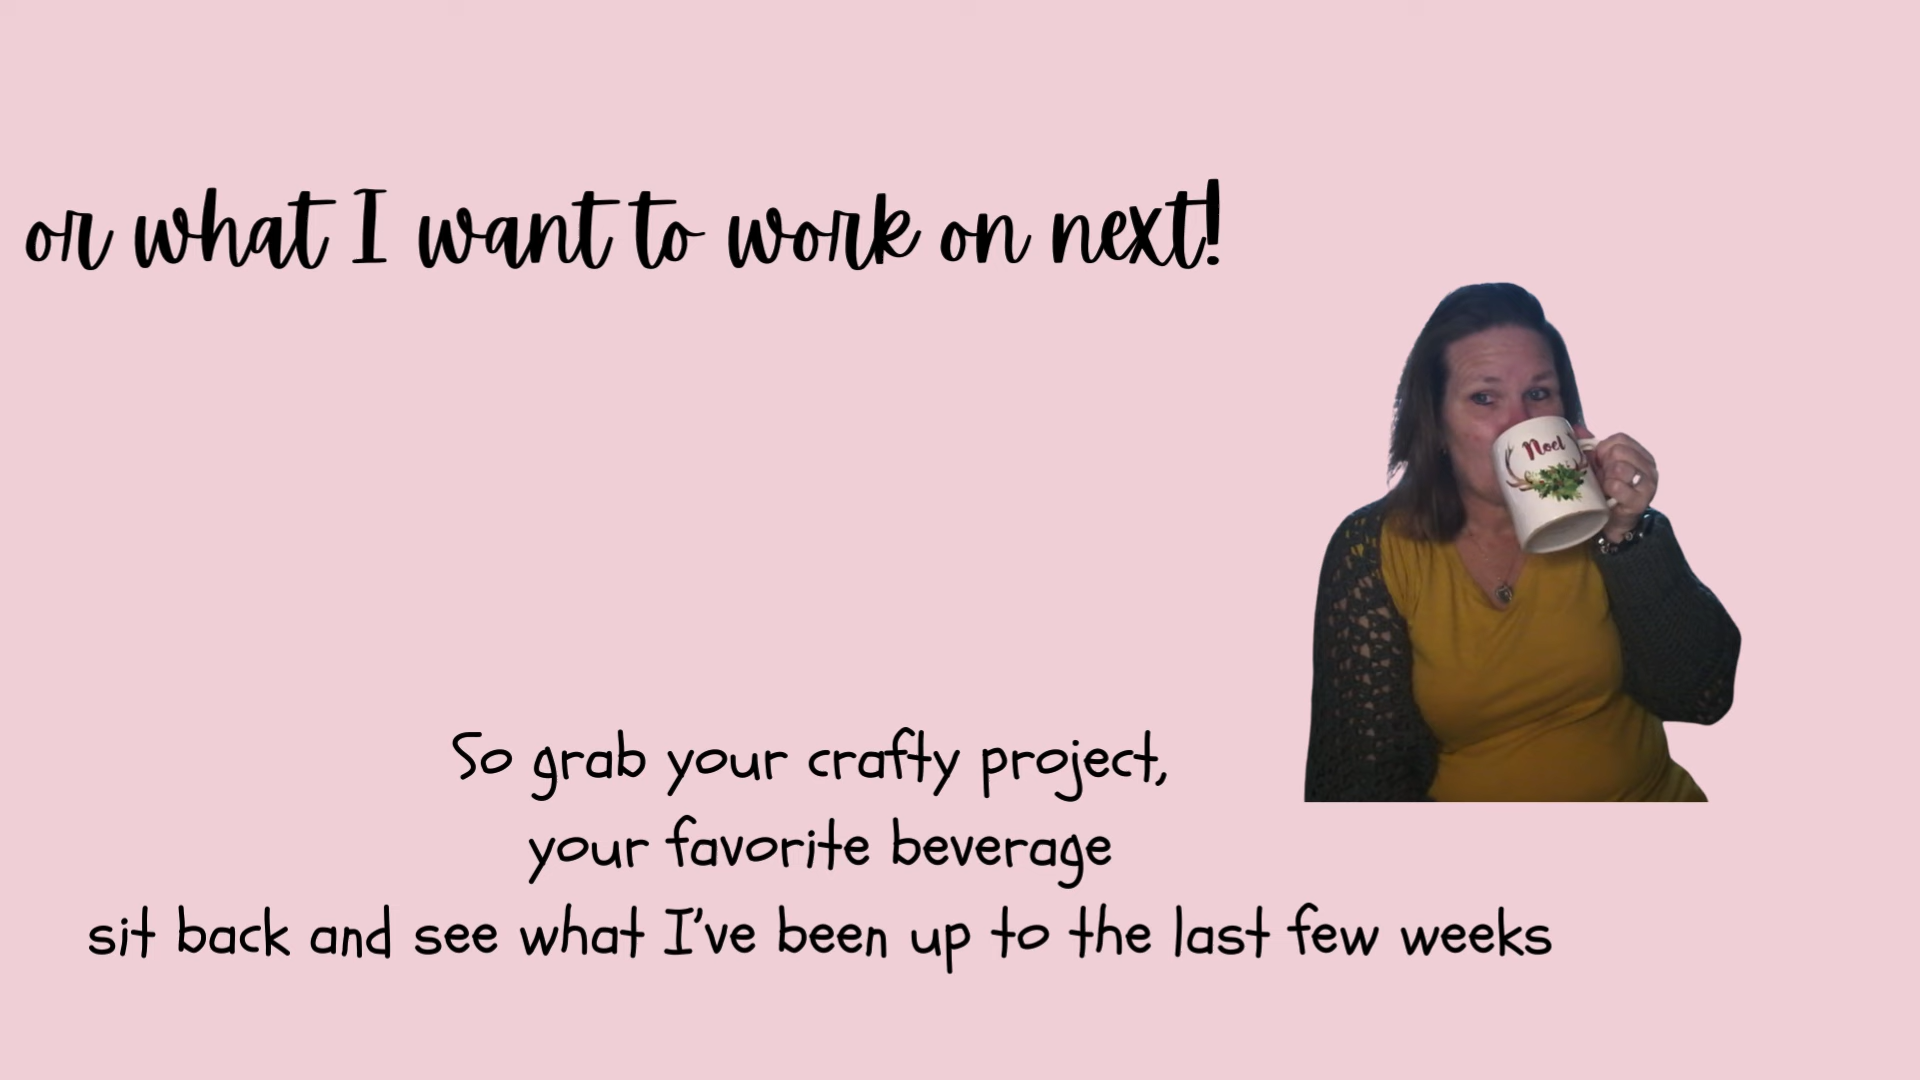 or what I want to work on next!
Noel
So grab your crafty project,
your favorite beverage
sit back and see what I've been up to the last few weeks